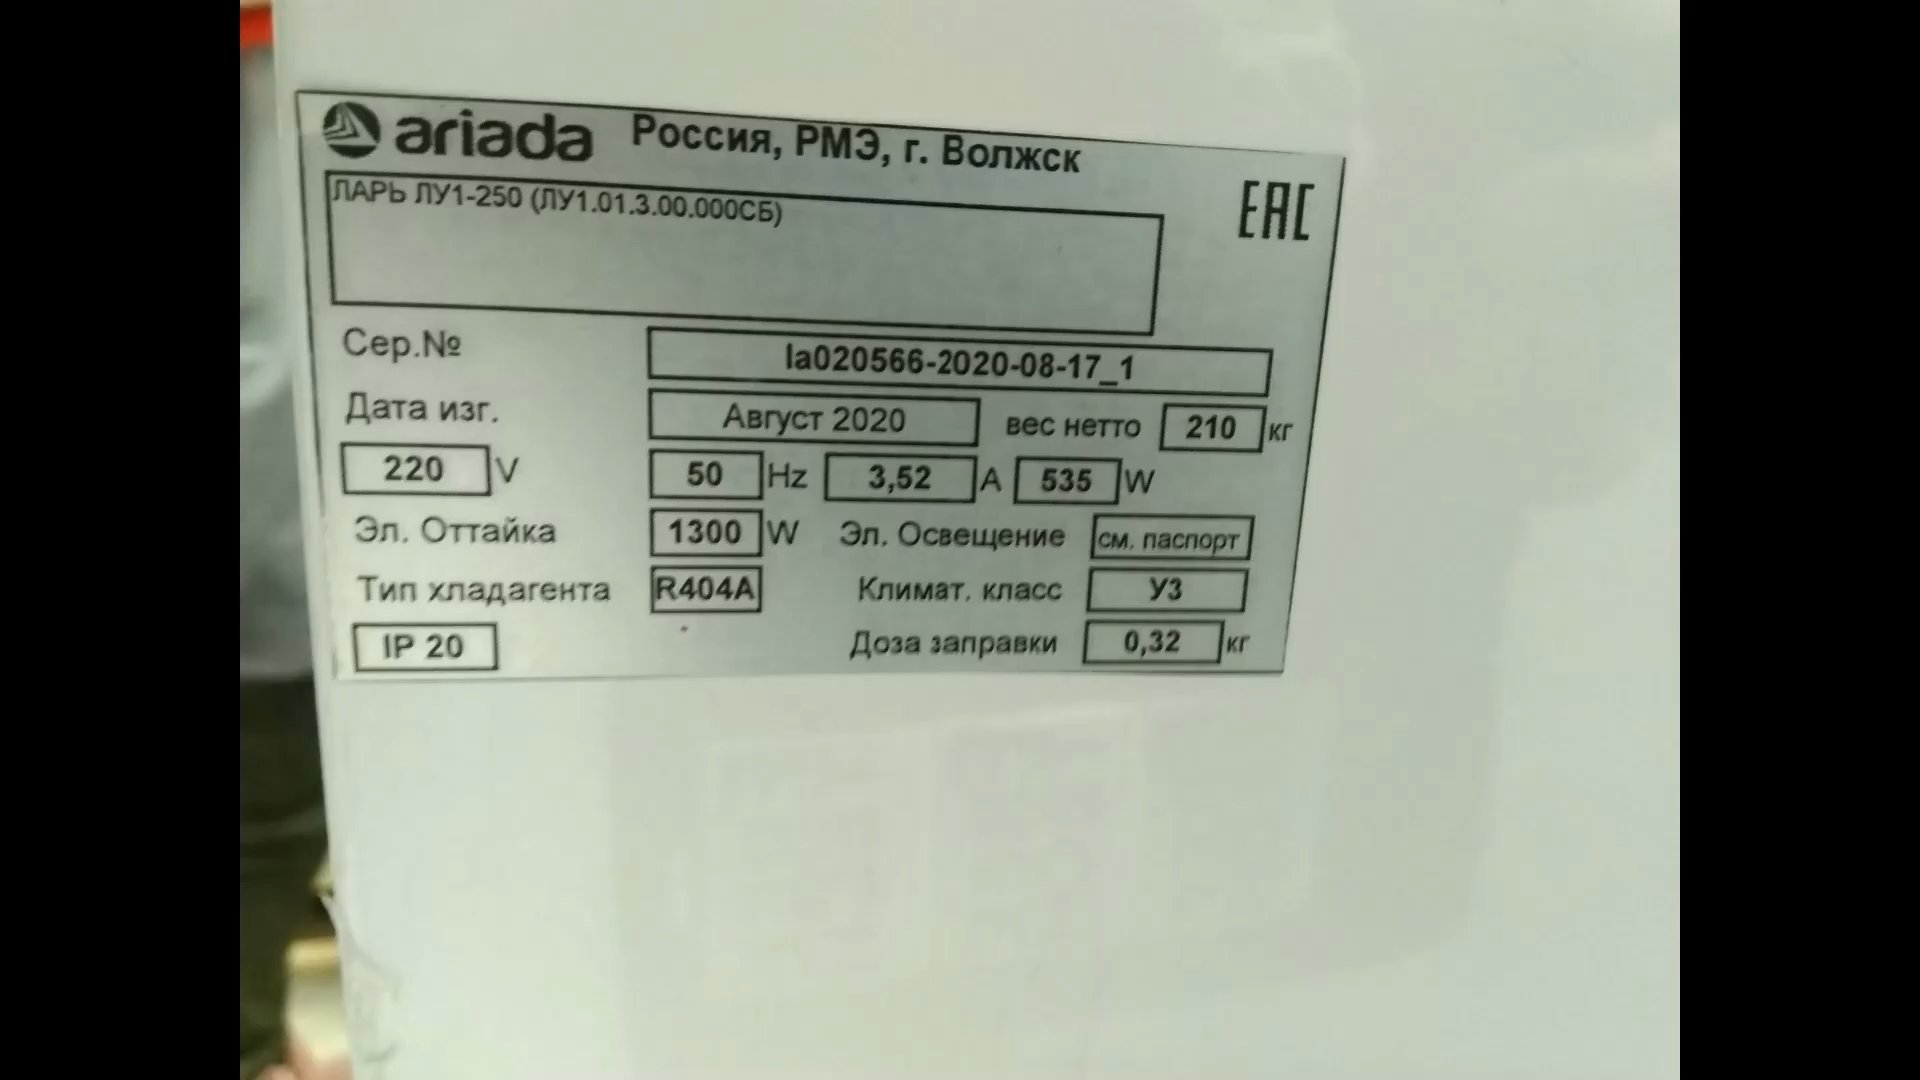 ariada Россия, РМЭ, г. Волжск
ЛАРЬ ЛУ1-250 (ЛУ1.01.3.00.000СБ)
EAC
Сер.№ la020566-2020-08-17_1
Дата изг. Август 2020 вес нетто 210 кг
220 V 50 Hz 3,52 A 535 W
Эл. Оттайка 1300 W Эл. Освещение см. паспорт
Тип хладагента R404A Климат. класс У3
IP 20 Доза заправки 0,32 кг